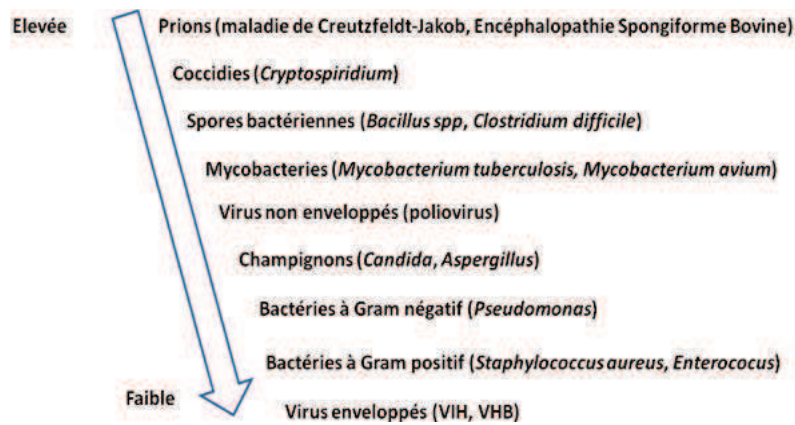 Elevée Prions (maladie de Creutzfeldt-Jakob, Encéphalopathie Spongiforme Bovine)
Coccidies (Cryptospiridium)
Spores bactériennes (Bacillus spp, Clostridium difficile)
Mycobacteries (Mycobacterium tuberculosis, Mycobacterium avium)
Virus non enveloppés (poliovirus)
Champignons (Candida, Aspergillus)
Bactéries à Gram négatif (Pseudomonas)
Bactéries à Gram positif (Staphylococcus aureus, Enterococus)
Faible
Virus enveloppés (VIH, VHB)